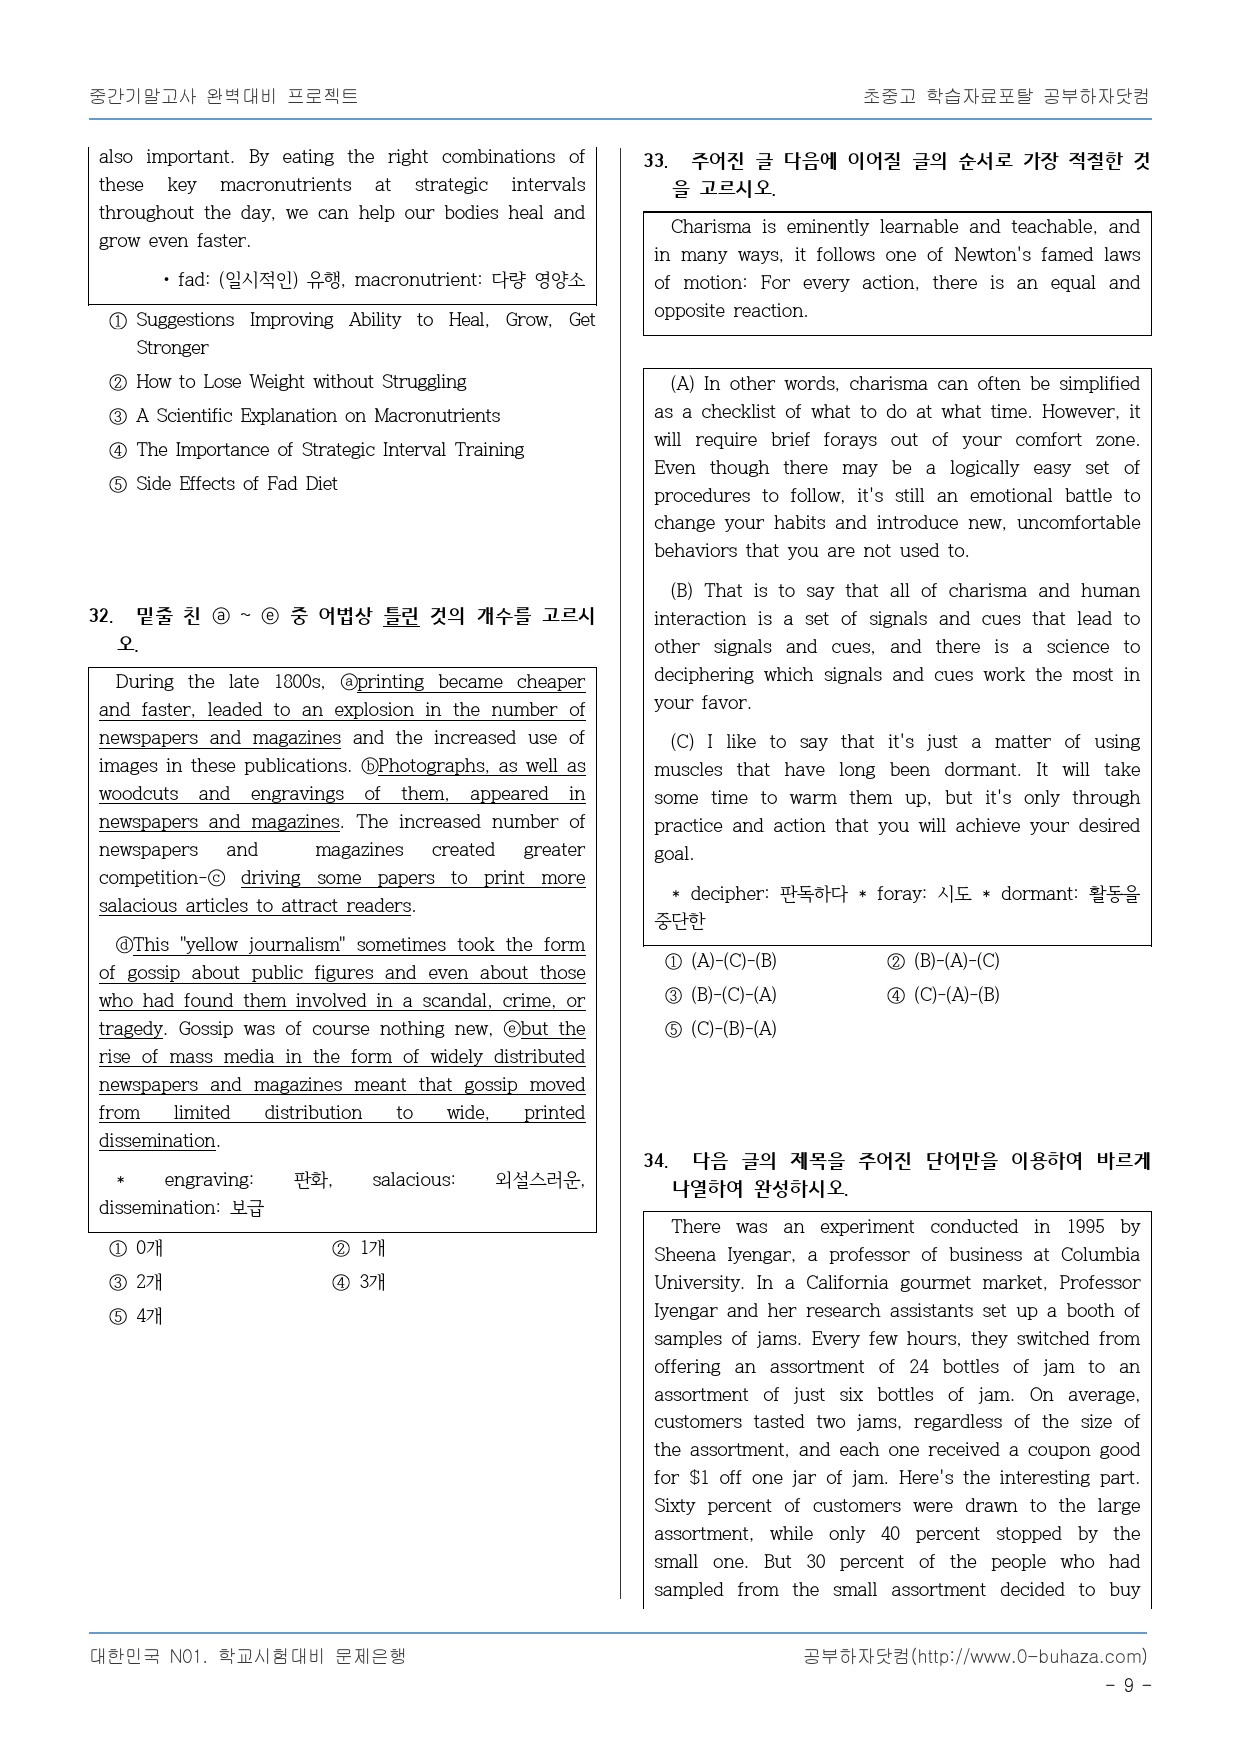 중간기말고사 완벽대비 프로젝트
초중고 학습자료포탈 공부하자닷컴
also important. By eating the right combinations of
these key macronutrients at strategic intervals
throughout the day, we can help our bodies heal and
grow even faster.
• fad: (일시적인) 유행, macronutrient: 다량 영양소
① Suggestions Improving Ability to Heal, Grow, Get
Stronger
② How to Lose Weight without Struggling
③ A Scientific Explanation on Macronutrients
④ The Importance of Strategic Interval Training
⑤ Side Effects of Fad Diet
32. 밑줄 친 ⓐ ~ ⓔ 중 어법상 틀린 것의 개수를 고르시
오.
During the late 1800s, ⓐprinting became cheaper
and faster, leaded to an explosion in the number of
newspapers and magazines and the increased use of
images in these publications. ⓑPhotographs, as well as
woodcuts and engravings of them, appeared in
newspapers and magazines. The increased number of
newspapers and magazines created greater
competition-ⓒ driving some papers to print more
salacious articles to attract readers.
ⓓThis "yellow journalism" sometimes took the form
of gossip about public figures and even about those
who had found them involved in a scandal, crime, or
tragedy. Gossip was of course nothing new, ⓔbut the
rise of mass media in the form of widely distributed
newspapers and magazines meant that gossip moved
from limited distribution to wide, printed
dissemination.
* engraving: 판화, salacious: 외설스러운,
dissemination: 보급
① 0개 ② 1개
③ 2개 ④ 3개
⑤ 4개
33. 주어진 글 다음에 이어질 글의 순서로 가장 적절한 것
을 고르시오.
Charisma is eminently learnable and teachable, and
in many ways, it follows one of Newton's famed laws
of motion: For every action, there is an equal and
opposite reaction.
(A) In other words, charisma can often be simplified
as a checklist of what to do at what time. However, it
will require brief forays out of your comfort zone.
Even though there may be a logically easy set of
procedures to follow, it's still an emotional battle to
change your habits and introduce new, uncomfortable
behaviors that you are not used to.
(B) That is to say that all of charisma and human
interaction is a set of signals and cues that lead to
other signals and cues, and there is a science to
deciphering which signals and cues work the most in
your favor.
(C) I like to say that it's just a matter of using
muscles that have long been dormant. It will take
some time to warm them up, but it's only through
practice and action that you will achieve your desired
goal.
* decipher: 판독하다 * foray: 시도 * dormant: 활동을
중단한
① (A)-(C)-(B) ② (B)-(A)-(C)
③ (B)-(C)-(A) ④ (C)-(A)-(B)
⑤ (C)-(B)-(A)
34. 다음 글의 제목을 주어진 단어만을 이용하여 바르게
나열하여 완성하시오.
There was an experiment conducted in 1995 by
Sheena Iyengar, a professor of business at Columbia
University. In a California gourmet market, Professor
Iyengar and her research assistants set up a booth of
samples of jams. Every few hours, they switched from
offering an assortment of 24 bottles of jam to an
assortment of just six bottles of jam. On average,
customers tasted two jams, regardless of the size of
the assortment, and each one received a coupon good
for $1 off one jar of jam. Here's the interesting part.
Sixty percent of customers were drawn to the large
assortment, while only 40 percent stopped by the
small one. But 30 percent of the people who had
sampled from the small assortment decided to buy
대한민국 N01. 학교시험대비 문제은행
공부하자닷컴(http://www.0-buhaza.com)
- 9 -